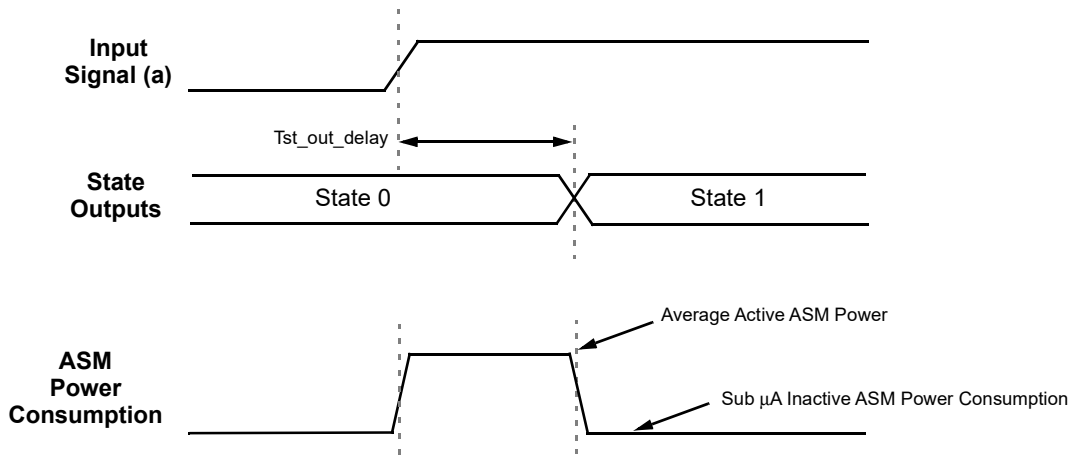 Input
Signal (a)
Tst_out_delay
State
Outputs
State 0
State 1
Average Active ASM Power
ASM
Power
Consumption
Sub μA Inactive ASM Power Consumption